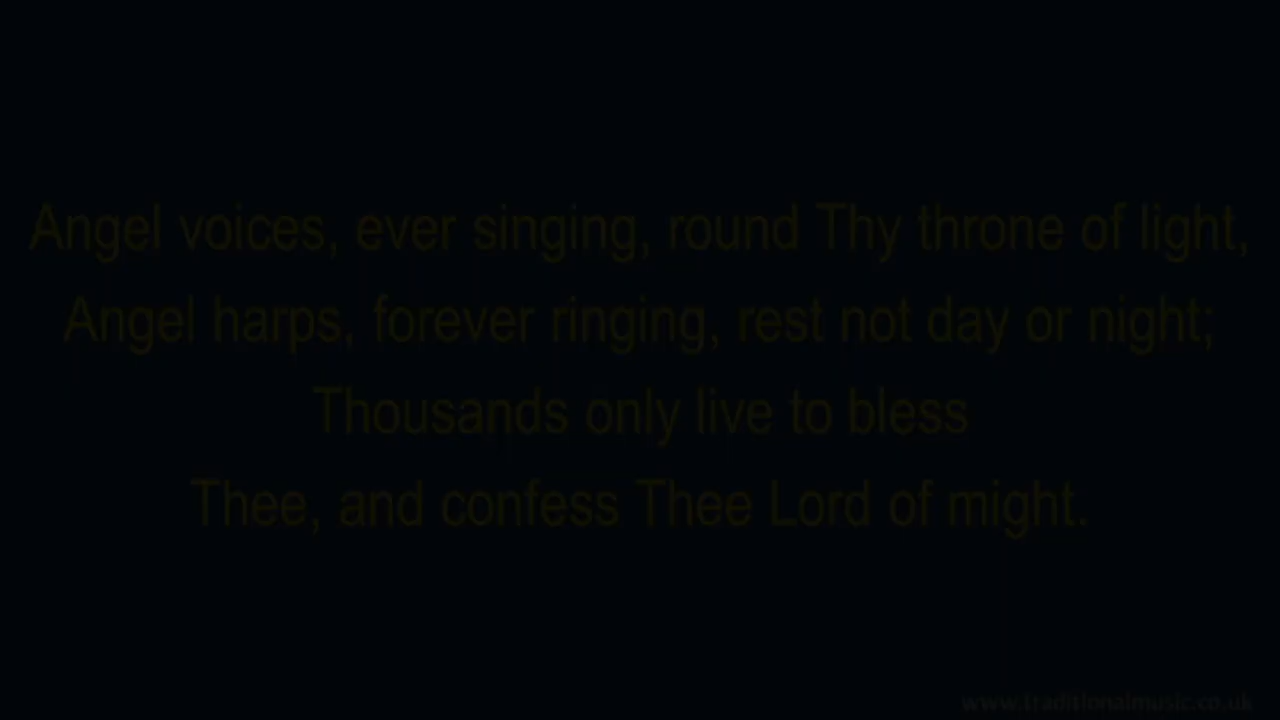 Angel voices, ever singing, round Thy throne of light,
Angel harps, forever ringing, rest not day or night;
Thousands only live to bless
Thee, and confess Thee Lord of might.
www.traditionalmusic.co.uk